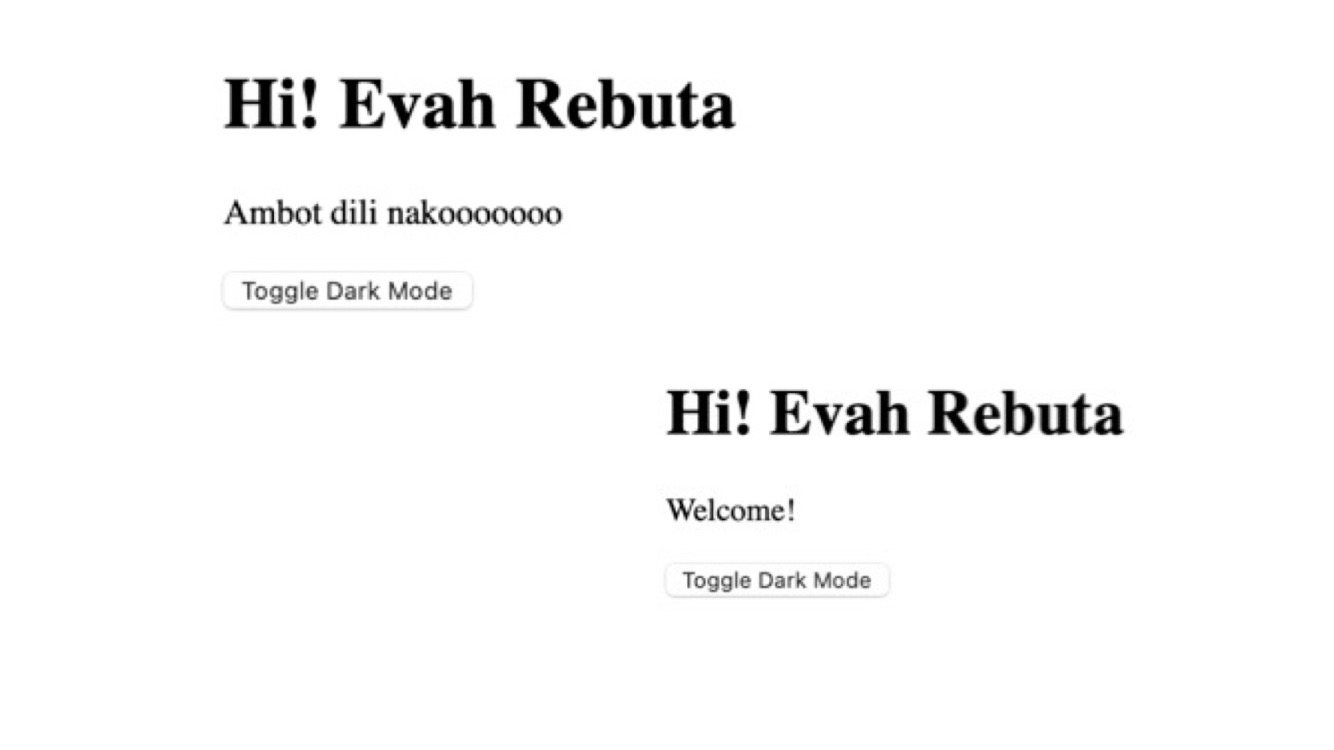 Hi! Evah Rebuta
Ambot dili nakooooooo
Toggle Dark Mode
Hi! Evah Rebuta
Welcome!
Toggle Dark Mode